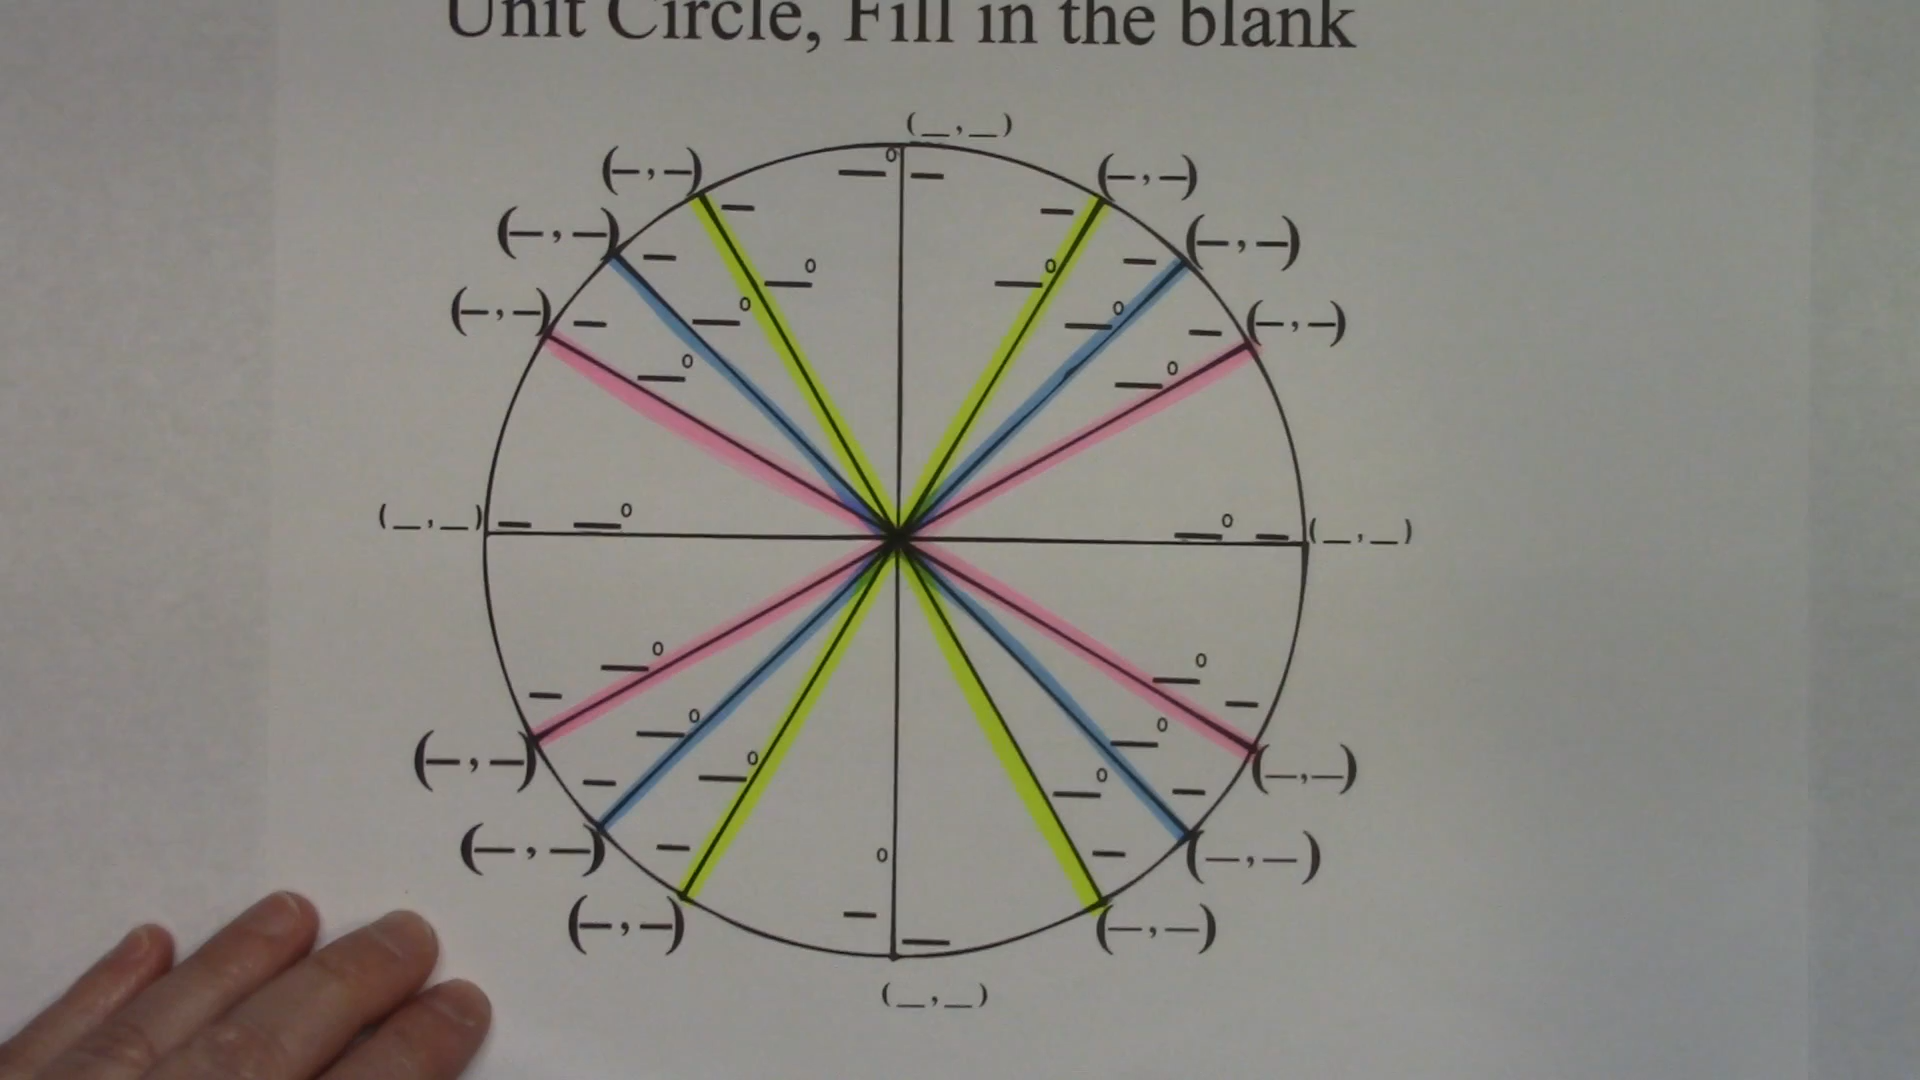 Unit Circle, Fill in the blank
(_,_)
(_,_) _° _ (_,_)
(_,_) _ _ (_,_)
(_,_) _° _° _ (_,_)
_ _° _° _
_° _°
(_,_) _ _° _° _ (_,_)
_° _°
_ _° _° _
(_,_) _° _° (_,_)
_ _
(_,_) _ ° _ (_,_)
(_,_) _ _ (_,_)
(_,_)